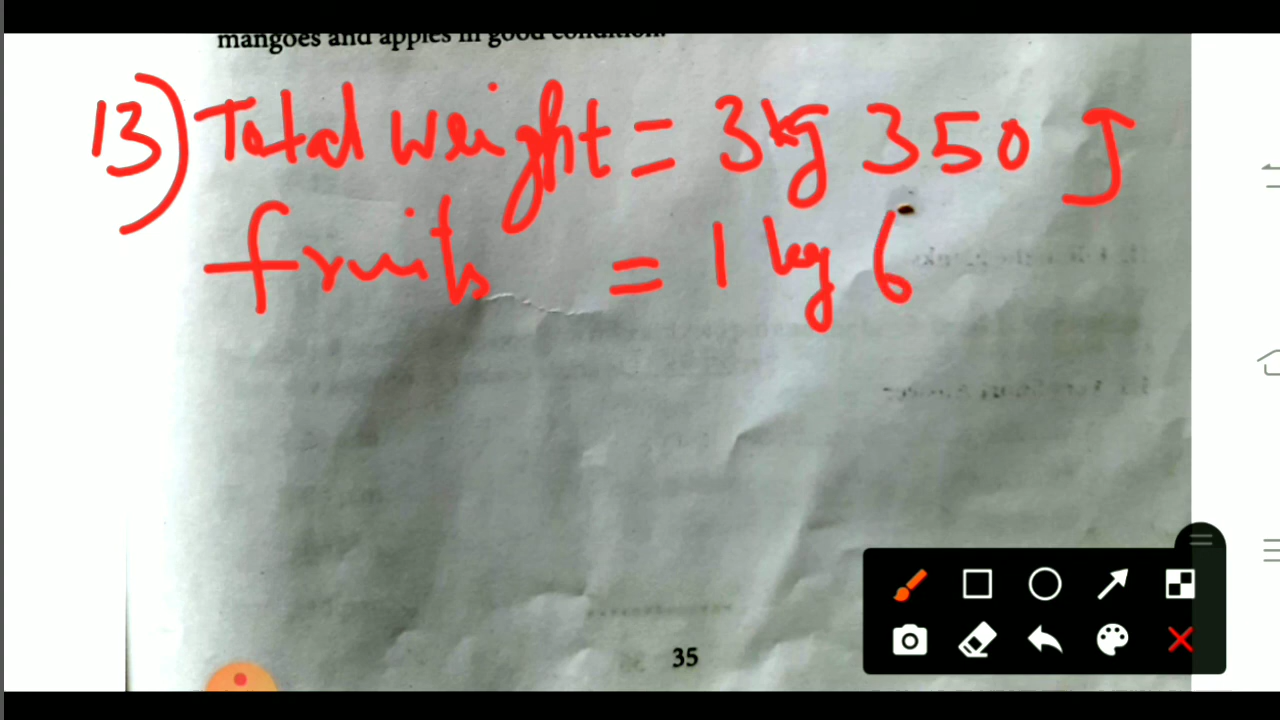 mangoes and apples in good condition.
13) Total weight = 3kg 350 g
fruits = 1 kg 6
35